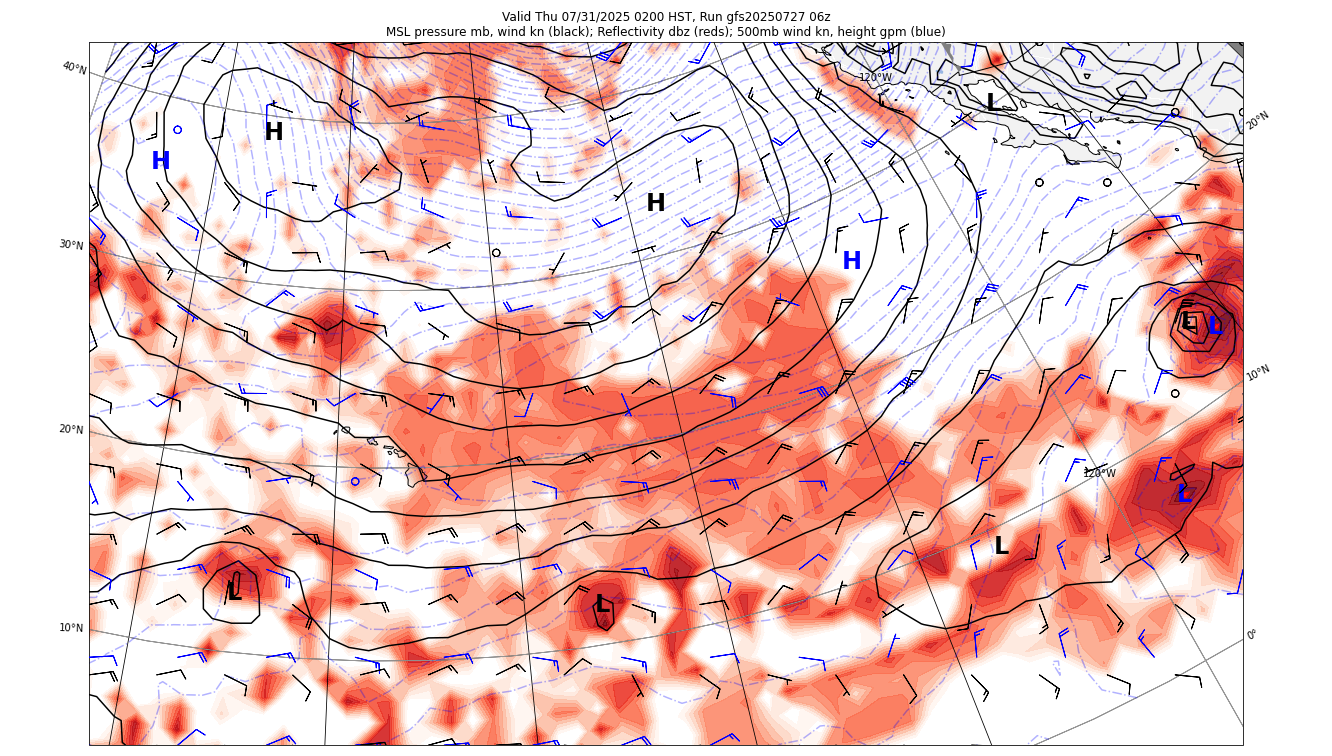 Valid Thu 07/31/2025 0200 HST, Run gfs20250727 06z
MSL pressure mb, wind kn (black); Reflectivity dbz (reds); 500mb wind kn, height gpm (blue)
40°N
120°W
L
20°N
H
H
H
30°N
H
L
L
10°N
20°N
120°W
L
L
L
L
10°N
0°